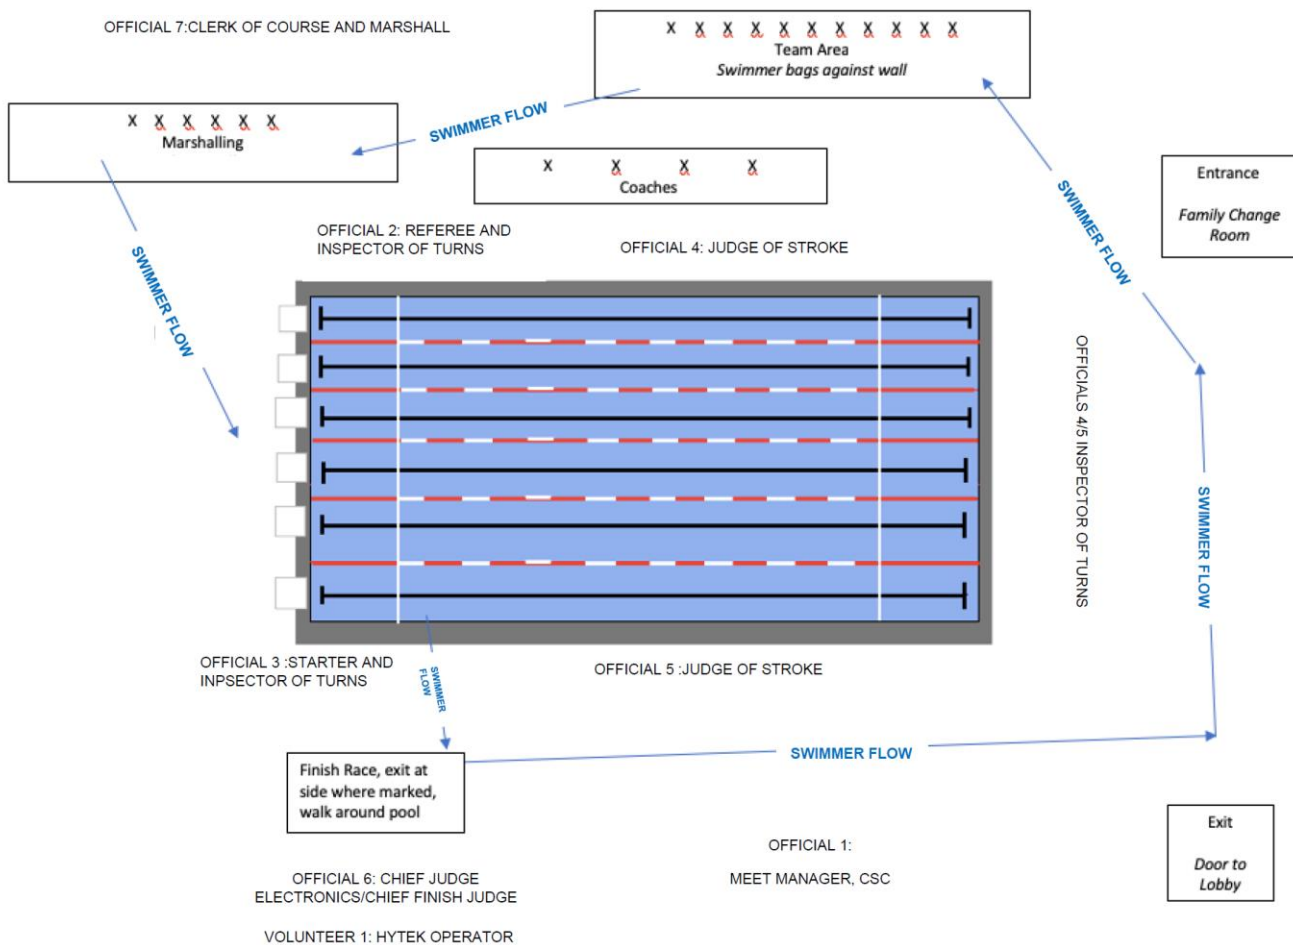 OFFICIAL 7:CLERK OF COURSE AND MARSHALL
X X X X X X X X X X X
Team Area
Swimmer bags against wall
SWIMMER FLOW
X X X X X X
Marshalling
X X X X
Coaches
Entrance
Family Change
Room
SWIMMER FLOW
SWIMMER FLOW
OFFICIAL 2: REFEREE AND
INSPECTOR OF TURNS
OFFICIAL 4: JUDGE OF STROKE
OFFICIALS 4/5 INSPECTOR OF TURNS
SWIMMER FLOW
OFFICIAL 3 :STARTER AND
INPSECTOR OF TURNS
SWIMMER
FLOW
OFFICIAL 5 :JUDGE OF STROKE
SWIMMER FLOW
Finish Race, exit at
side where marked,
walk around pool
Exit
Door to
Lobby
OFFICIAL 1:
MEET MANAGER, CSC
OFFICIAL 6: CHIEF JUDGE
ELECTRONICS/CHIEF FINISH JUDGE
VOLUNTEER 1: HYTEK OPERATOR